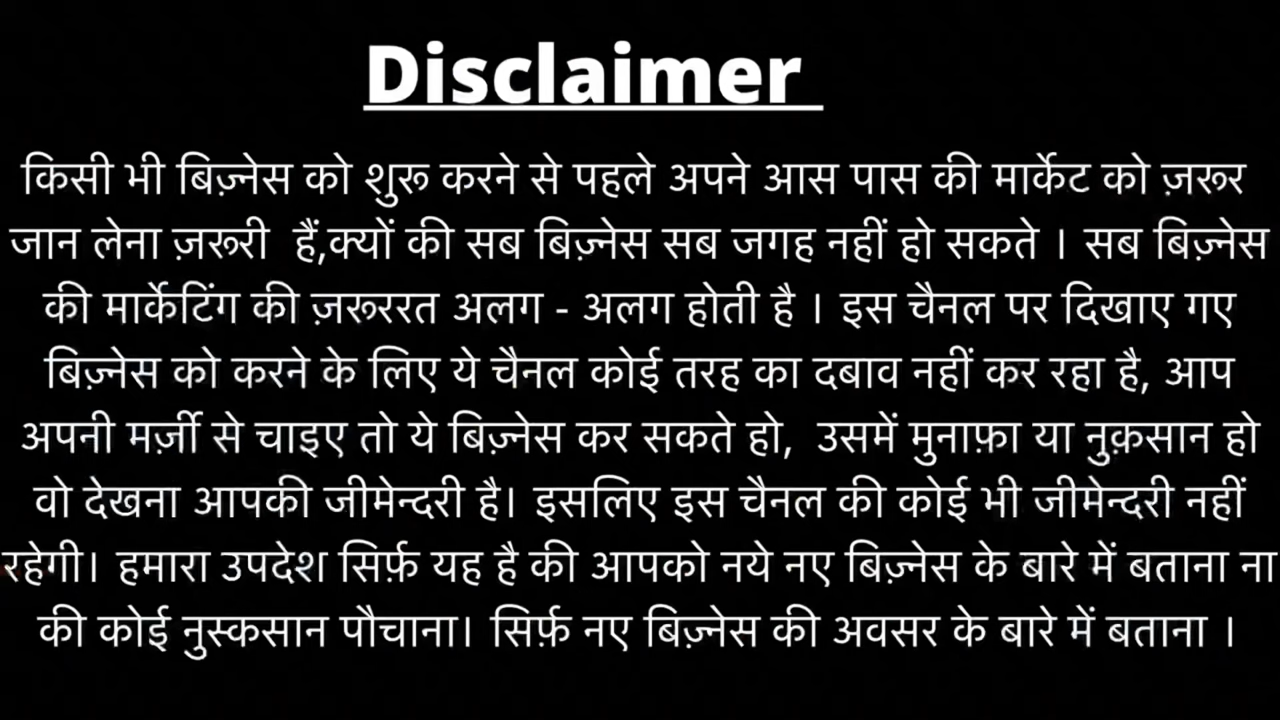 Disclaimer
किसी भी बिज़्नेस को शुरू करने से पहले अपने आस पास की मार्केट को ज़रूर
जान लेना ज़रूरी हैं,क्यों की सब बिज़्नेस सब जगह नहीं हो सकते । सब बिज़्नेस
की मार्केटिंग की ज़रूररत अलग - अलग होती है । इस चैनल पर दिखाए गए
बिज़्नेस को करने के लिए ये चैनल कोई तरह का दबाव नहीं कर रहा है, आप
अपनी मर्ज़ी से चाइए तो ये बिज़्नेस कर सकते हो, उसमें मुनाफ़ा या नुक़सान हो
वो देखना आपकी जीमेन्दरी है। इसलिए इस चैनल की कोई भी जीमेन्दरी नहीं
रहेगी। हमारा उपदेश सिर्फ़ यह है की आपको नये नए बिज़्नेस के बारे में बताना ना
की कोई नुस्कसान पौचाना। सिर्फ़ नए बिज़्नेस की अवसर के बारे में बताना ।